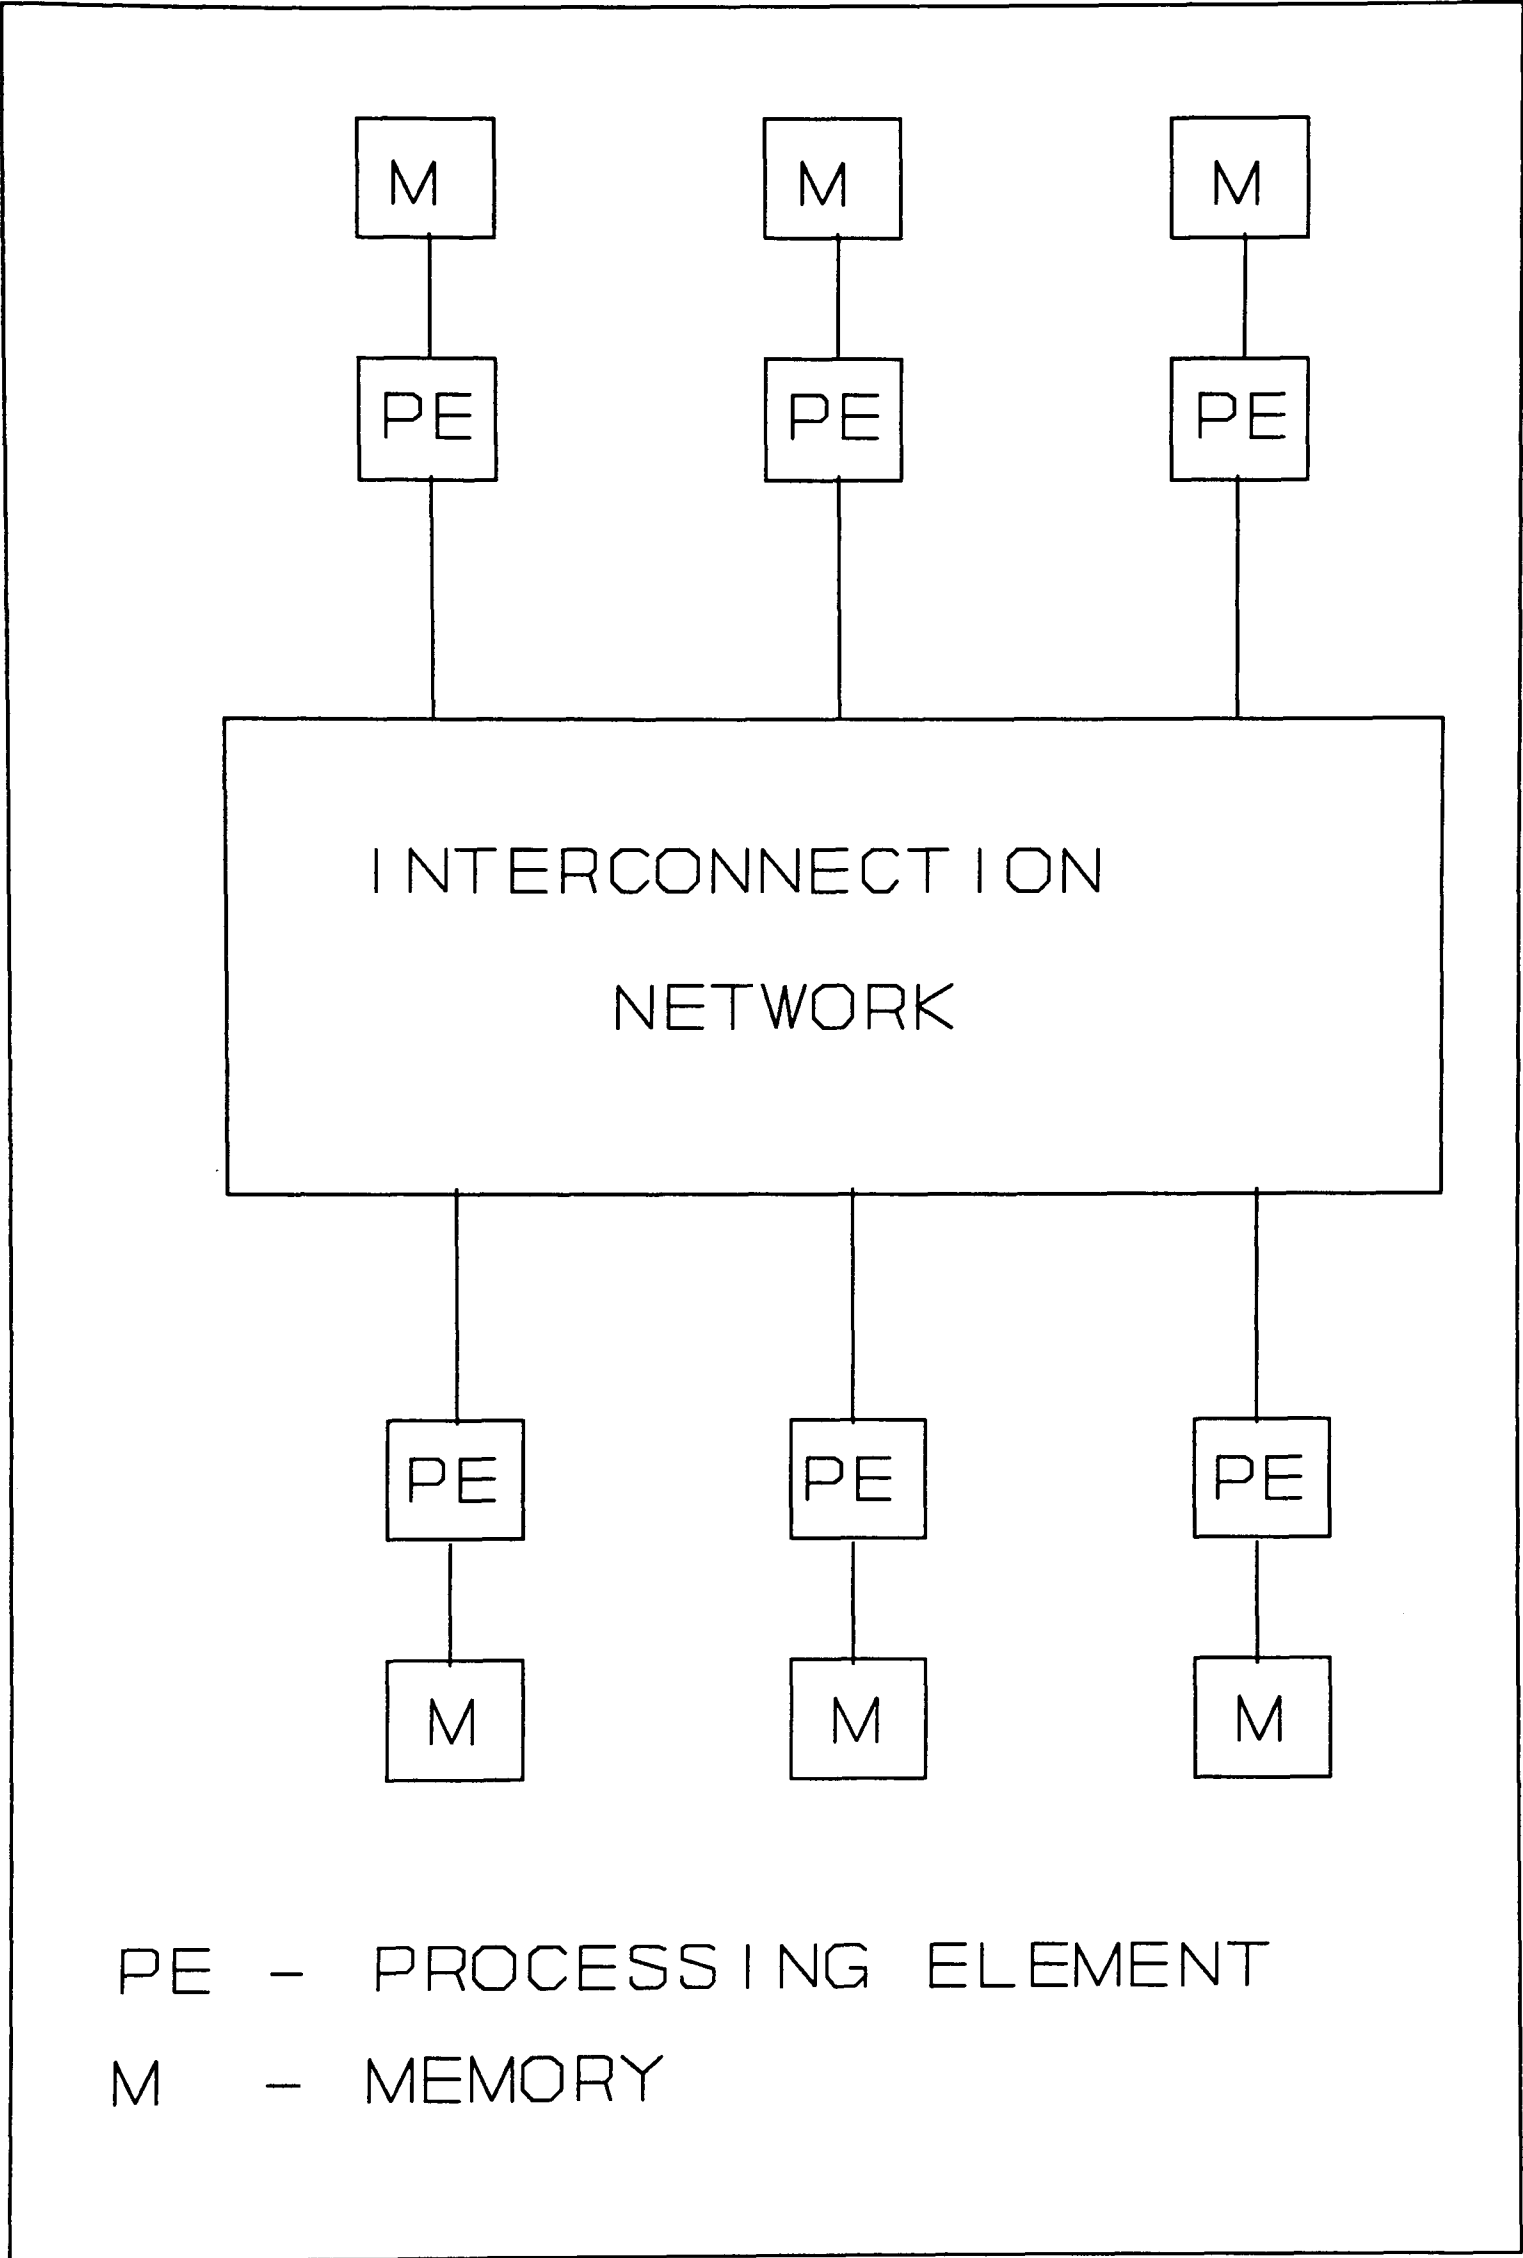 M M M
PE PE PE
INTERCONNECTION
NETWORK
PE PE PE
M M M
PE - PROCESSING ELEMENT
M - MEMORY